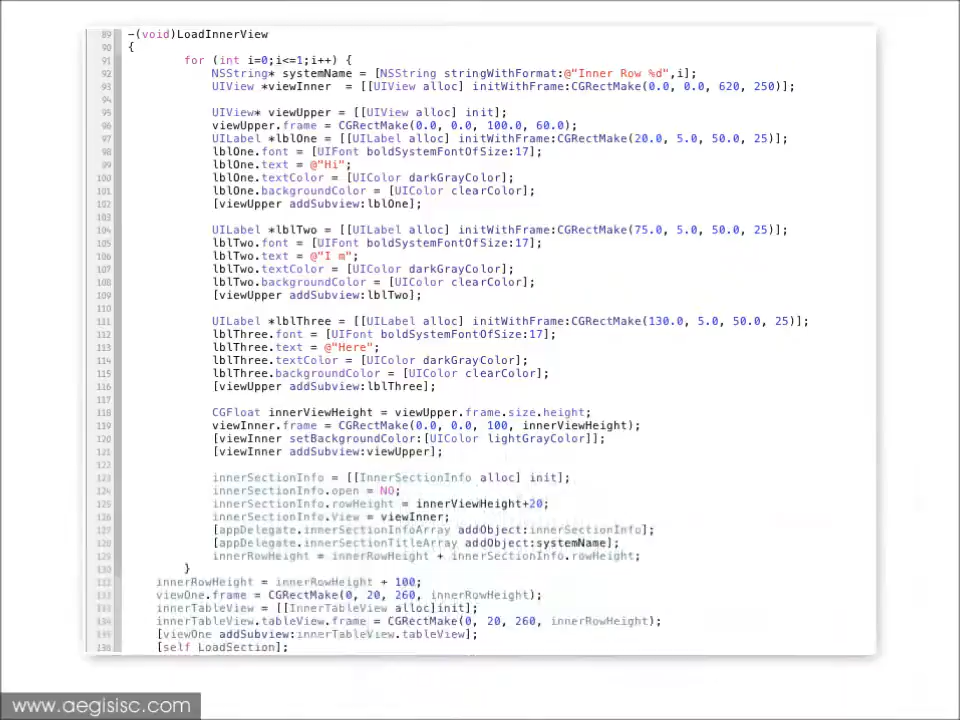 89 -(void)LoadInnerView
90 {
91 for (int i=0;i<=1;i++) {
92 NSString* systemName = [NSString stringWithFormat:@"Inner Row %d",i];
93 UIView *viewInner = [[UIView alloc] initWithFrame:CGRectMake(0.0, 0.0, 620, 250)];
94
95 UIView* viewUpper = [[UIView alloc] init];
96 viewUpper.frame = CGRectMake(0.0, 0.0, 100.0, 60.0);
97 UILabel *lblOne = [[UILabel alloc] initWithFrame:CGRectMake(20.0, 5.0, 50.0, 25)];
98 lblOne.font = [UIFont boldSystemFontOfSize:17];
99 lblOne.text = @"Hi";
100 lblOne.textColor = [UIColor darkGrayColor];
101 lblOne.backgroundColor = [UIColor clearColor];
102 [viewUpper addSubview:lblOne];
103
104 UILabel *lblTwo = [[UILabel alloc] initWithFrame:CGRectMake(75.0, 5.0, 50.0, 25)];
105 lblTwo.font = [UIFont boldSystemFontOfSize:17];
106 lblTwo.text = @"I m";
107 lblTwo.textColor = [UIColor darkGrayColor];
108 lblTwo.backgroundColor = [UIColor clearColor];
109 [viewUpper addSubview:lblTwo];
110
111 UILabel *lblThree = [[UILabel alloc] initWithFrame:CGRectMake(130.0, 5.0, 50.0, 25)];
112 lblThree.font = [UIFont boldSystemFontOfSize:17];
113 lblThree.text = @"Here";
114 lblThree.textColor = [UIColor darkGrayColor];
115 lblThree.backgroundColor = [UIColor clearColor];
116 [viewUpper addSubview:lblThree];
117
118 CGFloat innerViewHeight = viewUpper.frame.size.height;
119 viewInner.frame = CGRectMake(0.0, 0.0, 100, innerViewHeight);
120 [viewInner setBackgroundColor:[UIColor lightGrayColor]];
121 [viewInner addSubview:viewUpper];
122
123 innerSectionInfo = [[InnerSectionInfo alloc] init];
124 innerSectionInfo.open = NO;
125 innerSectionInfo.rowHeight = innerViewHeight+20;
126 innerSectionInfo.View = viewInner;
127 [appDelegate.innerSectionInfoArray addObject:innerSectionInfo];
128 [appDelegate.innerSectionTitleArray addObject:systemName];
129 innerRowHeight = innerRowHeight + innerSectionInfo.rowHeight;
130 }
132 innerRowHeight = innerRowHeight + 100;
133 viewOne.frame = CGRectMake(0, 20, 260, innerRowHeight);
innerTableView = [[InnerTableView alloc]init];
134 innerTableView.tableView.frame = CGRectMake(0, 20, 260, innerRowHeight);
135 [viewOne addSubview:innerTableView.tableView];
136 [self LoadSection];
www.aegisisc.com